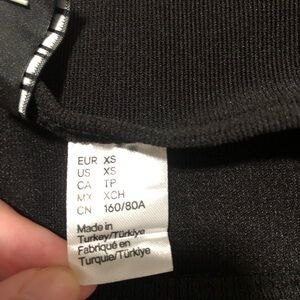 EUR XS
US XS
CA TP
MX XCH
CN 160/80A
Made in
Turkey/Türkiye
Fabriqué en
Turquie/Türkiye